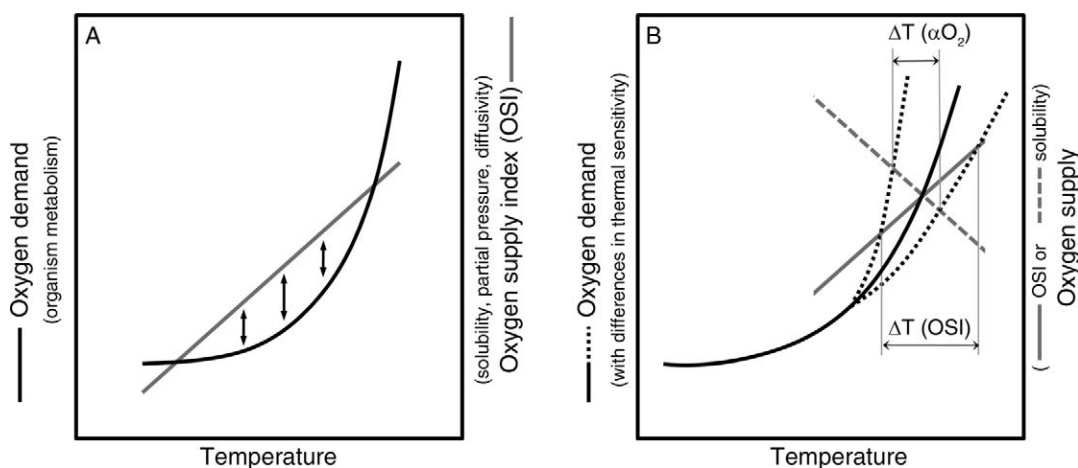 A
Oxygen demand
(organism metabolism)
(solubility, partial pressure, diffusivity)
Oxygen supply index (OSI)
Temperature
B
ΔT (αO₂)
ΔT (OSI)
Oxygen demand
(with differences in thermal sensitivity)
( OSI or solubility)
Oxygen supply
Temperature